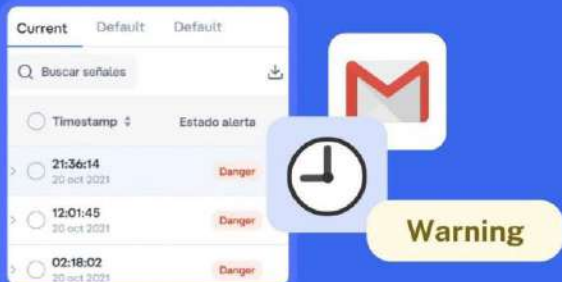 Current Default Default
Buscar señales
Timestamp Estado alerta
21:36:14
20 oct 2021
Danger
12:01:45
20 oct 2021
Danger
02:18:02
20 oct 2021
Danger
Warning